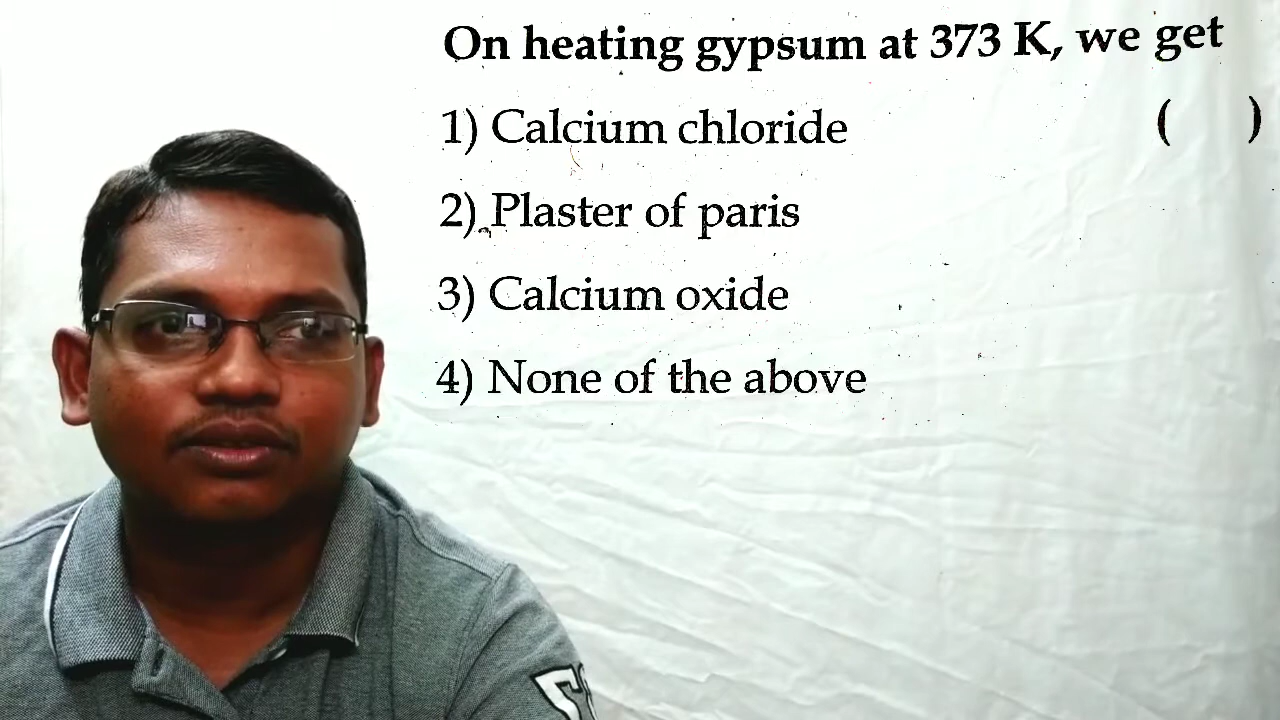 On heating gypsum at 373 K, we get
1) Calcium chloride ( )
2) Plaster of paris
3) Calcium oxide
4) None of the above